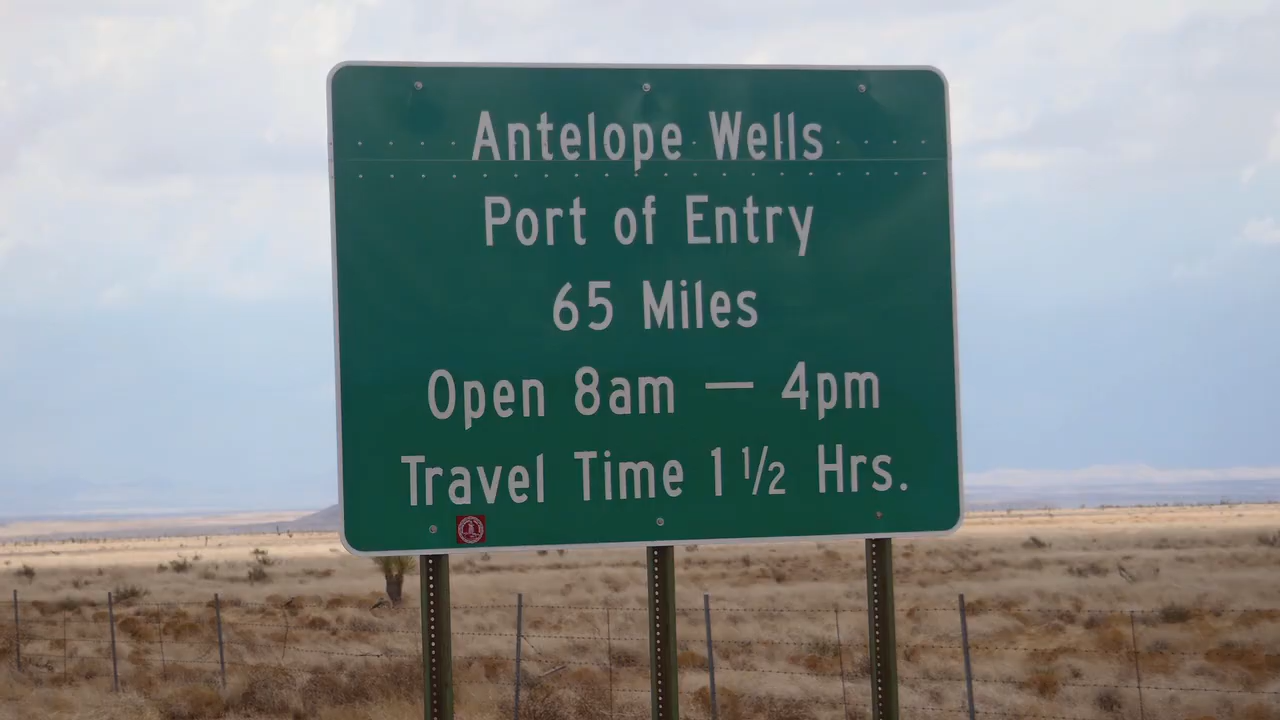 Antelope Wells
Port of Entry
65 Miles
Open 8am — 4pm
Travel Time 1 ½ Hrs.